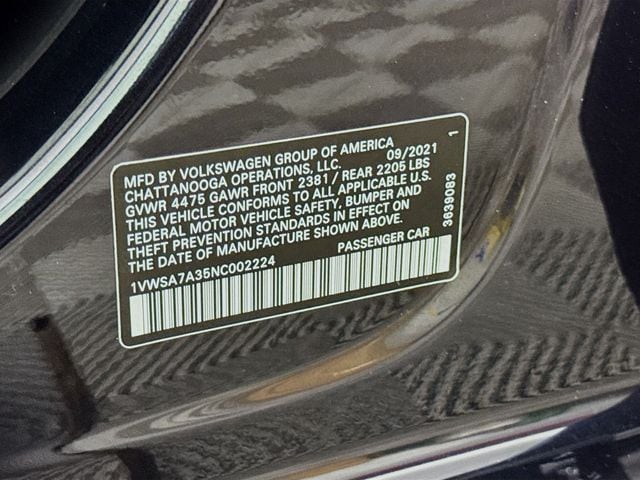 MFD BY VOLKSWAGEN GROUP OF AMERICA
CHATTANOOGA OPERATIONS, LLC. 09/2021 1
GVWR 4475 GAWR FRONT 2381 / REAR 2205 LBS
THIS VEHICLE CONFORMS TO ALL APPLICABLE U.S.
FEDERAL MOTOR VEHICLE SAFETY, BUMPER AND
THEFT PREVENTION STANDARDS IN EFFECT ON
THE DATE OF MANUFACTURE SHOWN ABOVE.
PASSENGER CAR
1VWSA7A35NC002224
3639083